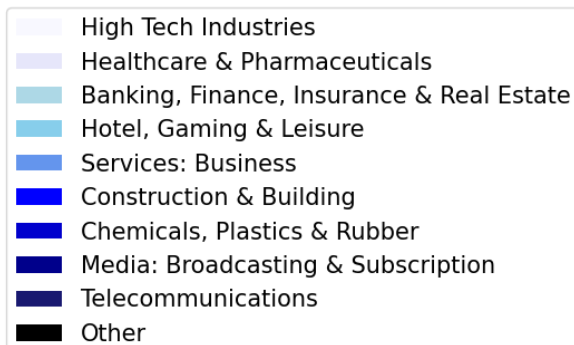 High Tech Industries
Healthcare & Pharmaceuticals
Banking, Finance, Insurance & Real Estate
Hotel, Gaming & Leisure
Services: Business
Construction & Building
Chemicals, Plastics & Rubber
Media: Broadcasting & Subscription
Telecommunications
Other